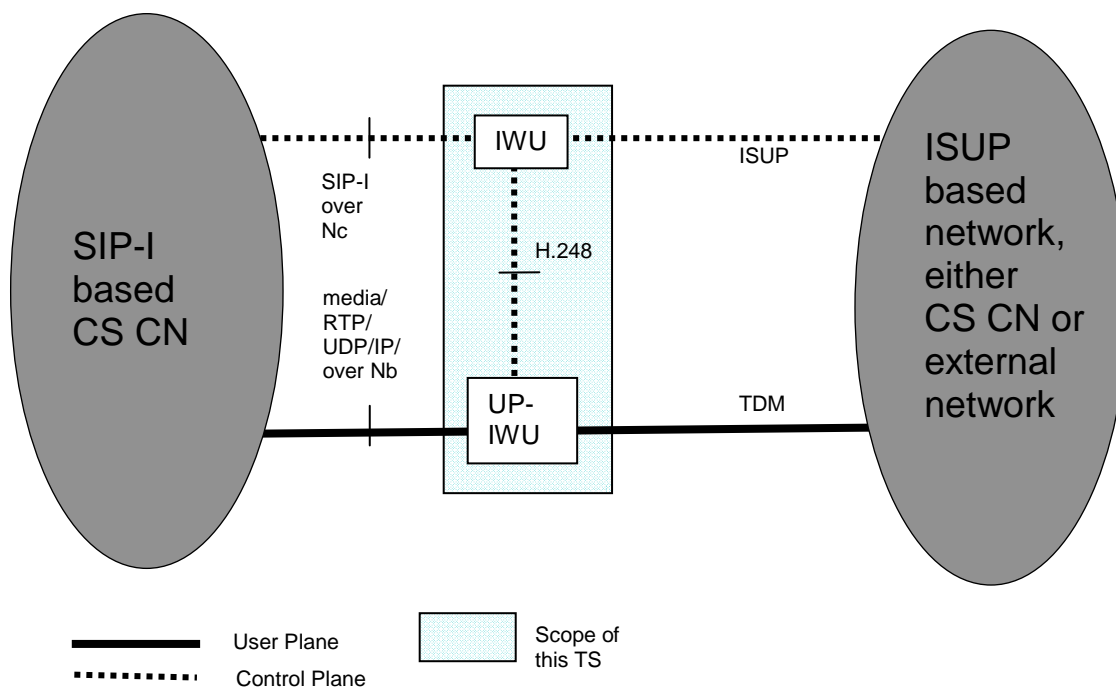 SIP-I
based
CS CN
SIP-I
over
Nc
media/
RTP/
UDP/IP/
over Nb
IWU
H.248
UP-
IWU
ISUP
TDM
ISUP
based
network,
either
CS CN or
external
network
User Plane
Control Plane
Scope of
this TS